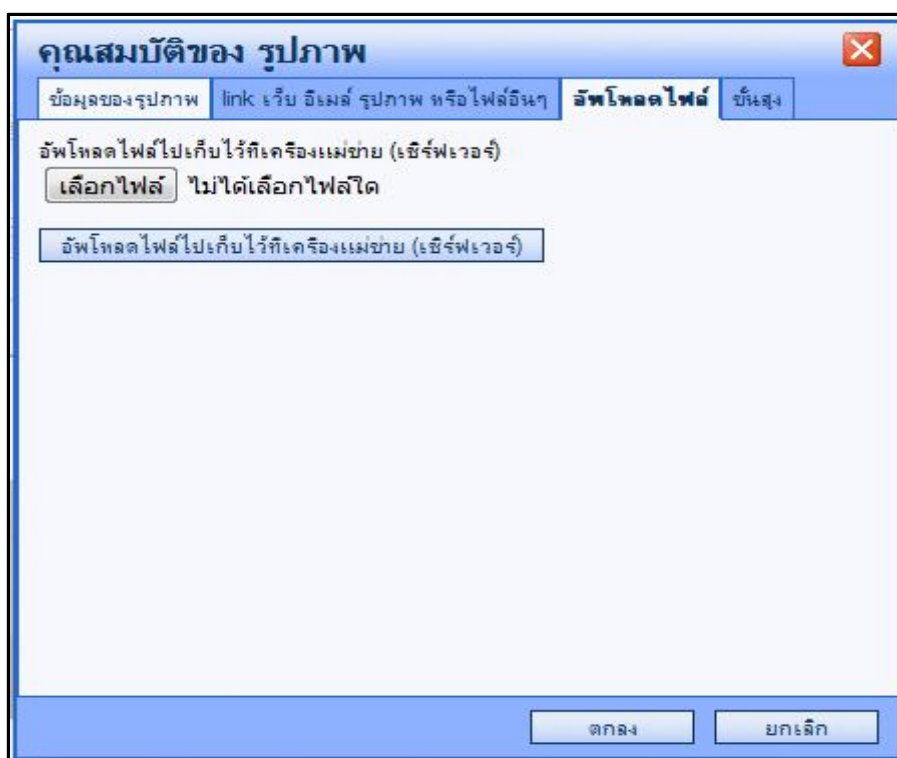 คุณสมบัติของ รูปภาพ
ข้อมูลของรูปภาพ link เว็บ อีเมล์ รูปภาพ หรือไฟล์อื่นๆ อัพโหลดไฟล์ ขั้นสูง
อัพโหลดไฟล์ไปเก็บไว้ที่เครื่องแม่ข่าย (เซิร์ฟเวอร์)
เลือกไฟล์ ไม่ได้เลือกไฟล์ใด
อัพโหลดไฟล์ไปเก็บไว้ที่เครื่องแม่ข่าย (เซิร์ฟเวอร์)
ตกลง ยกเลิก